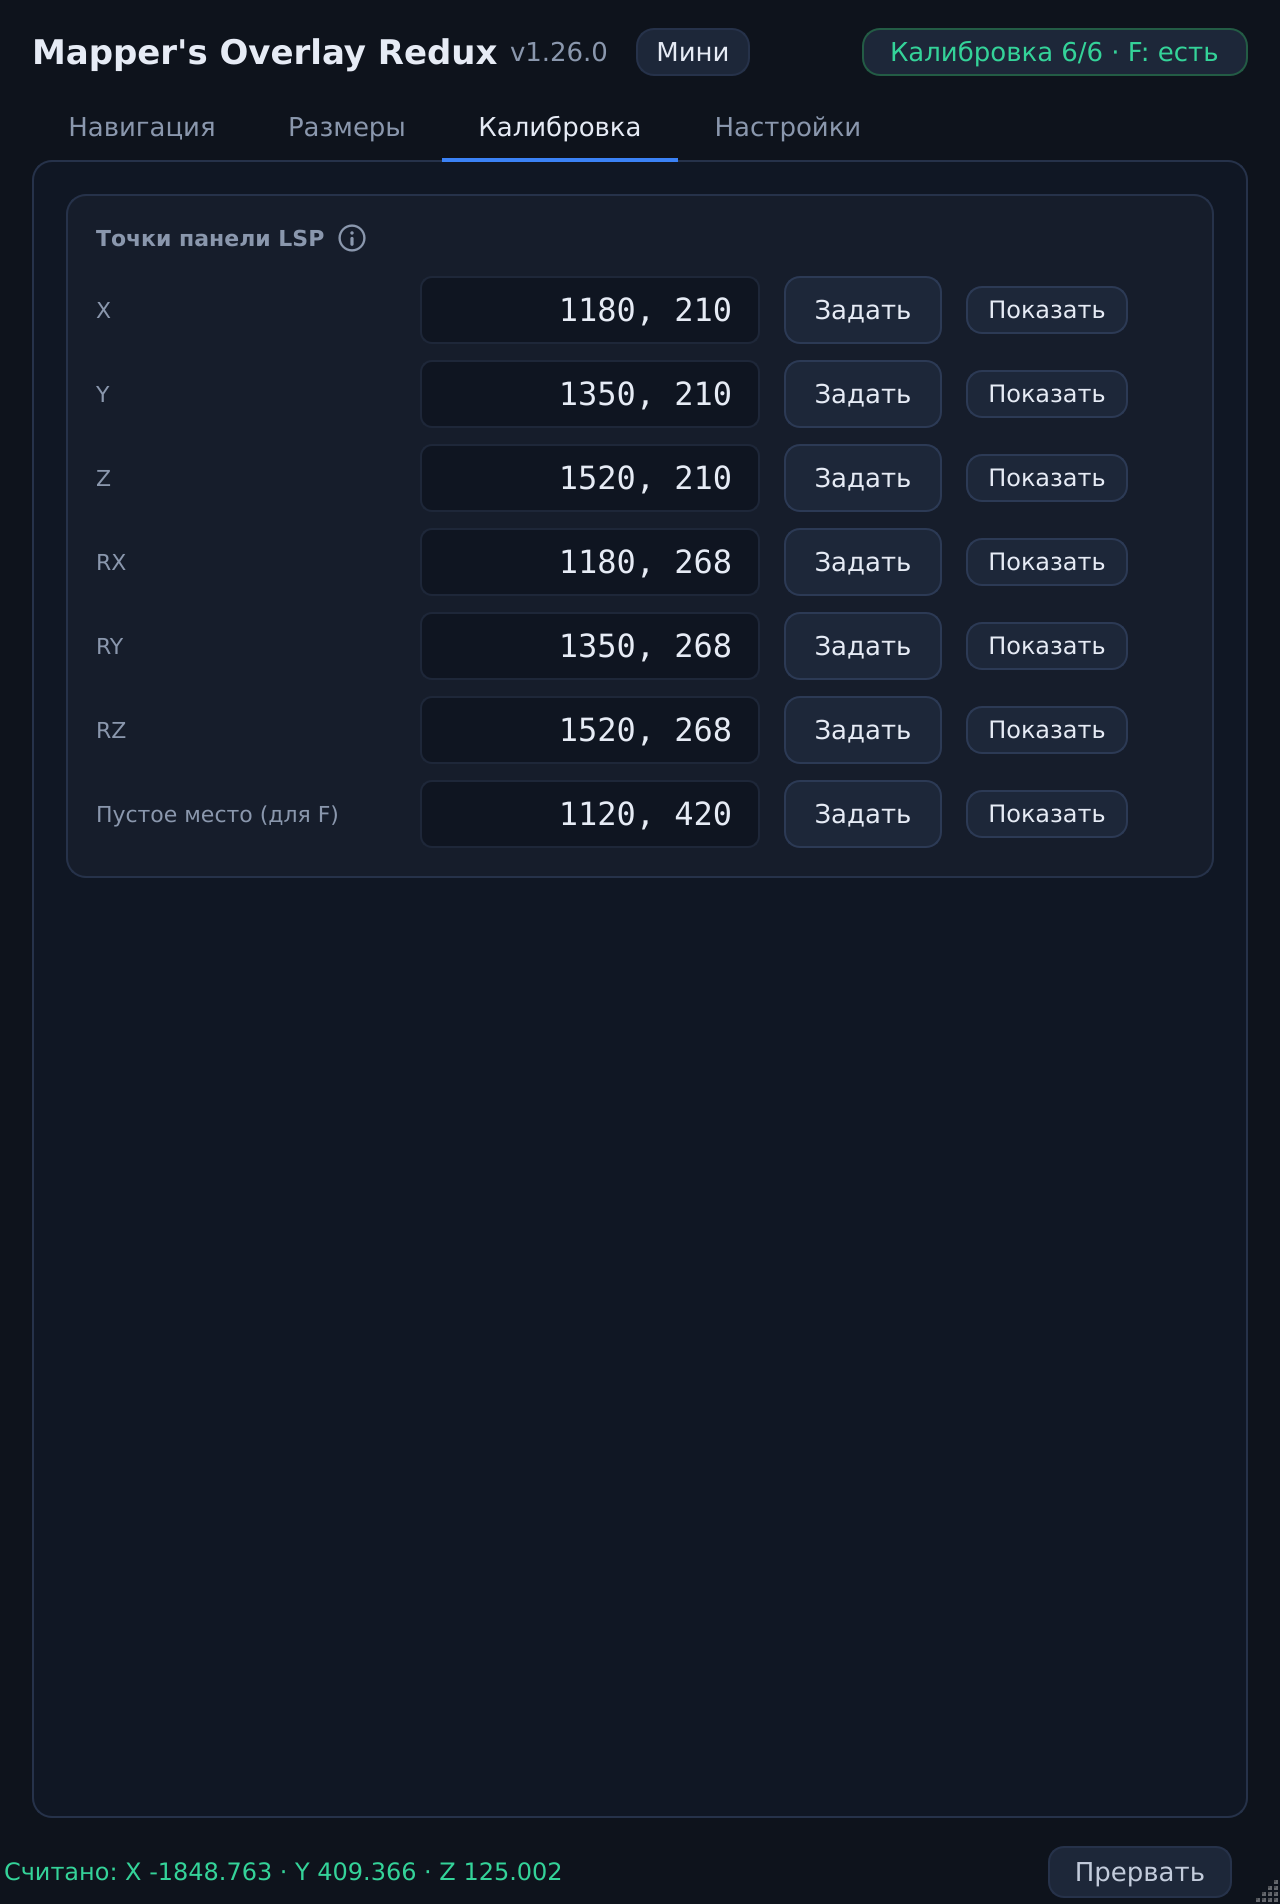 Mapper's Overlay Redux v1.26.0 Мини Калибровка 6/6 · F: есть
Навигация Размеры Калибровка Настройки
Точки панели LSP
X 1180, 210 Задать Показать
Y 1350, 210 Задать Показать
Z 1520, 210 Задать Показать
RX 1180, 268 Задать Показать
RY 1350, 268 Задать Показать
RZ 1520, 268 Задать Показать
Пустое место (для F) 1120, 420 Задать Показать
Считано: X -1848.763 · Y 409.366 · Z 125.002 Прервать